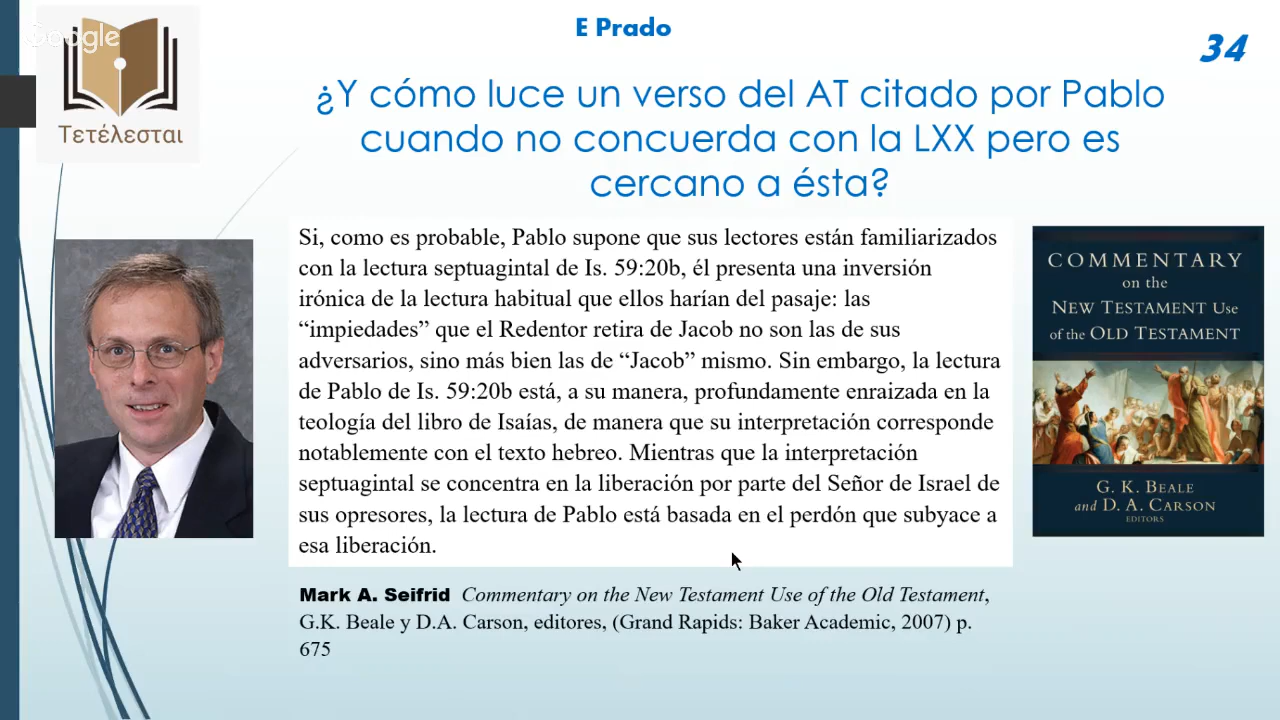 Google
Τετέλεσται
E Prado
34
¿Y cómo luce un verso del AT citado por Pablo
cuando no concuerda con la LXX pero es
cercano a ésta?
Si, como es probable, Pablo supone que sus lectores están familiarizados
con la lectura septuagintal de Is. 59:20b, él presenta una inversión
irónica de la lectura habitual que ellos harían del pasaje: las
“impiedades” que el Redentor retira de Jacob no son las de sus
adversarios, sino más bien las de “Jacob” mismo. Sin embargo, la lectura
de Pablo de Is. 59:20b está, a su manera, profundamente enraizada en la
teología del libro de Isaías, de manera que su interpretación corresponde
notablemente con el texto hebreo. Mientras que la interpretación
septuagintal se concentra en la liberación por parte del Señor de Israel de
sus opresores, la lectura de Pablo está basada en el perdón que subyace a
esa liberación.
Mark A. Seifrid Commentary on the New Testament Use of the Old Testament,
G.K. Beale y D.A. Carson, editores, (Grand Rapids: Baker Academic, 2007) p.
675
COMMENTARY
on the
NEW TESTAMENT Use
of the OLD TESTAMENT
G. K. BEALE
and D. A. CARSON
EDITORS